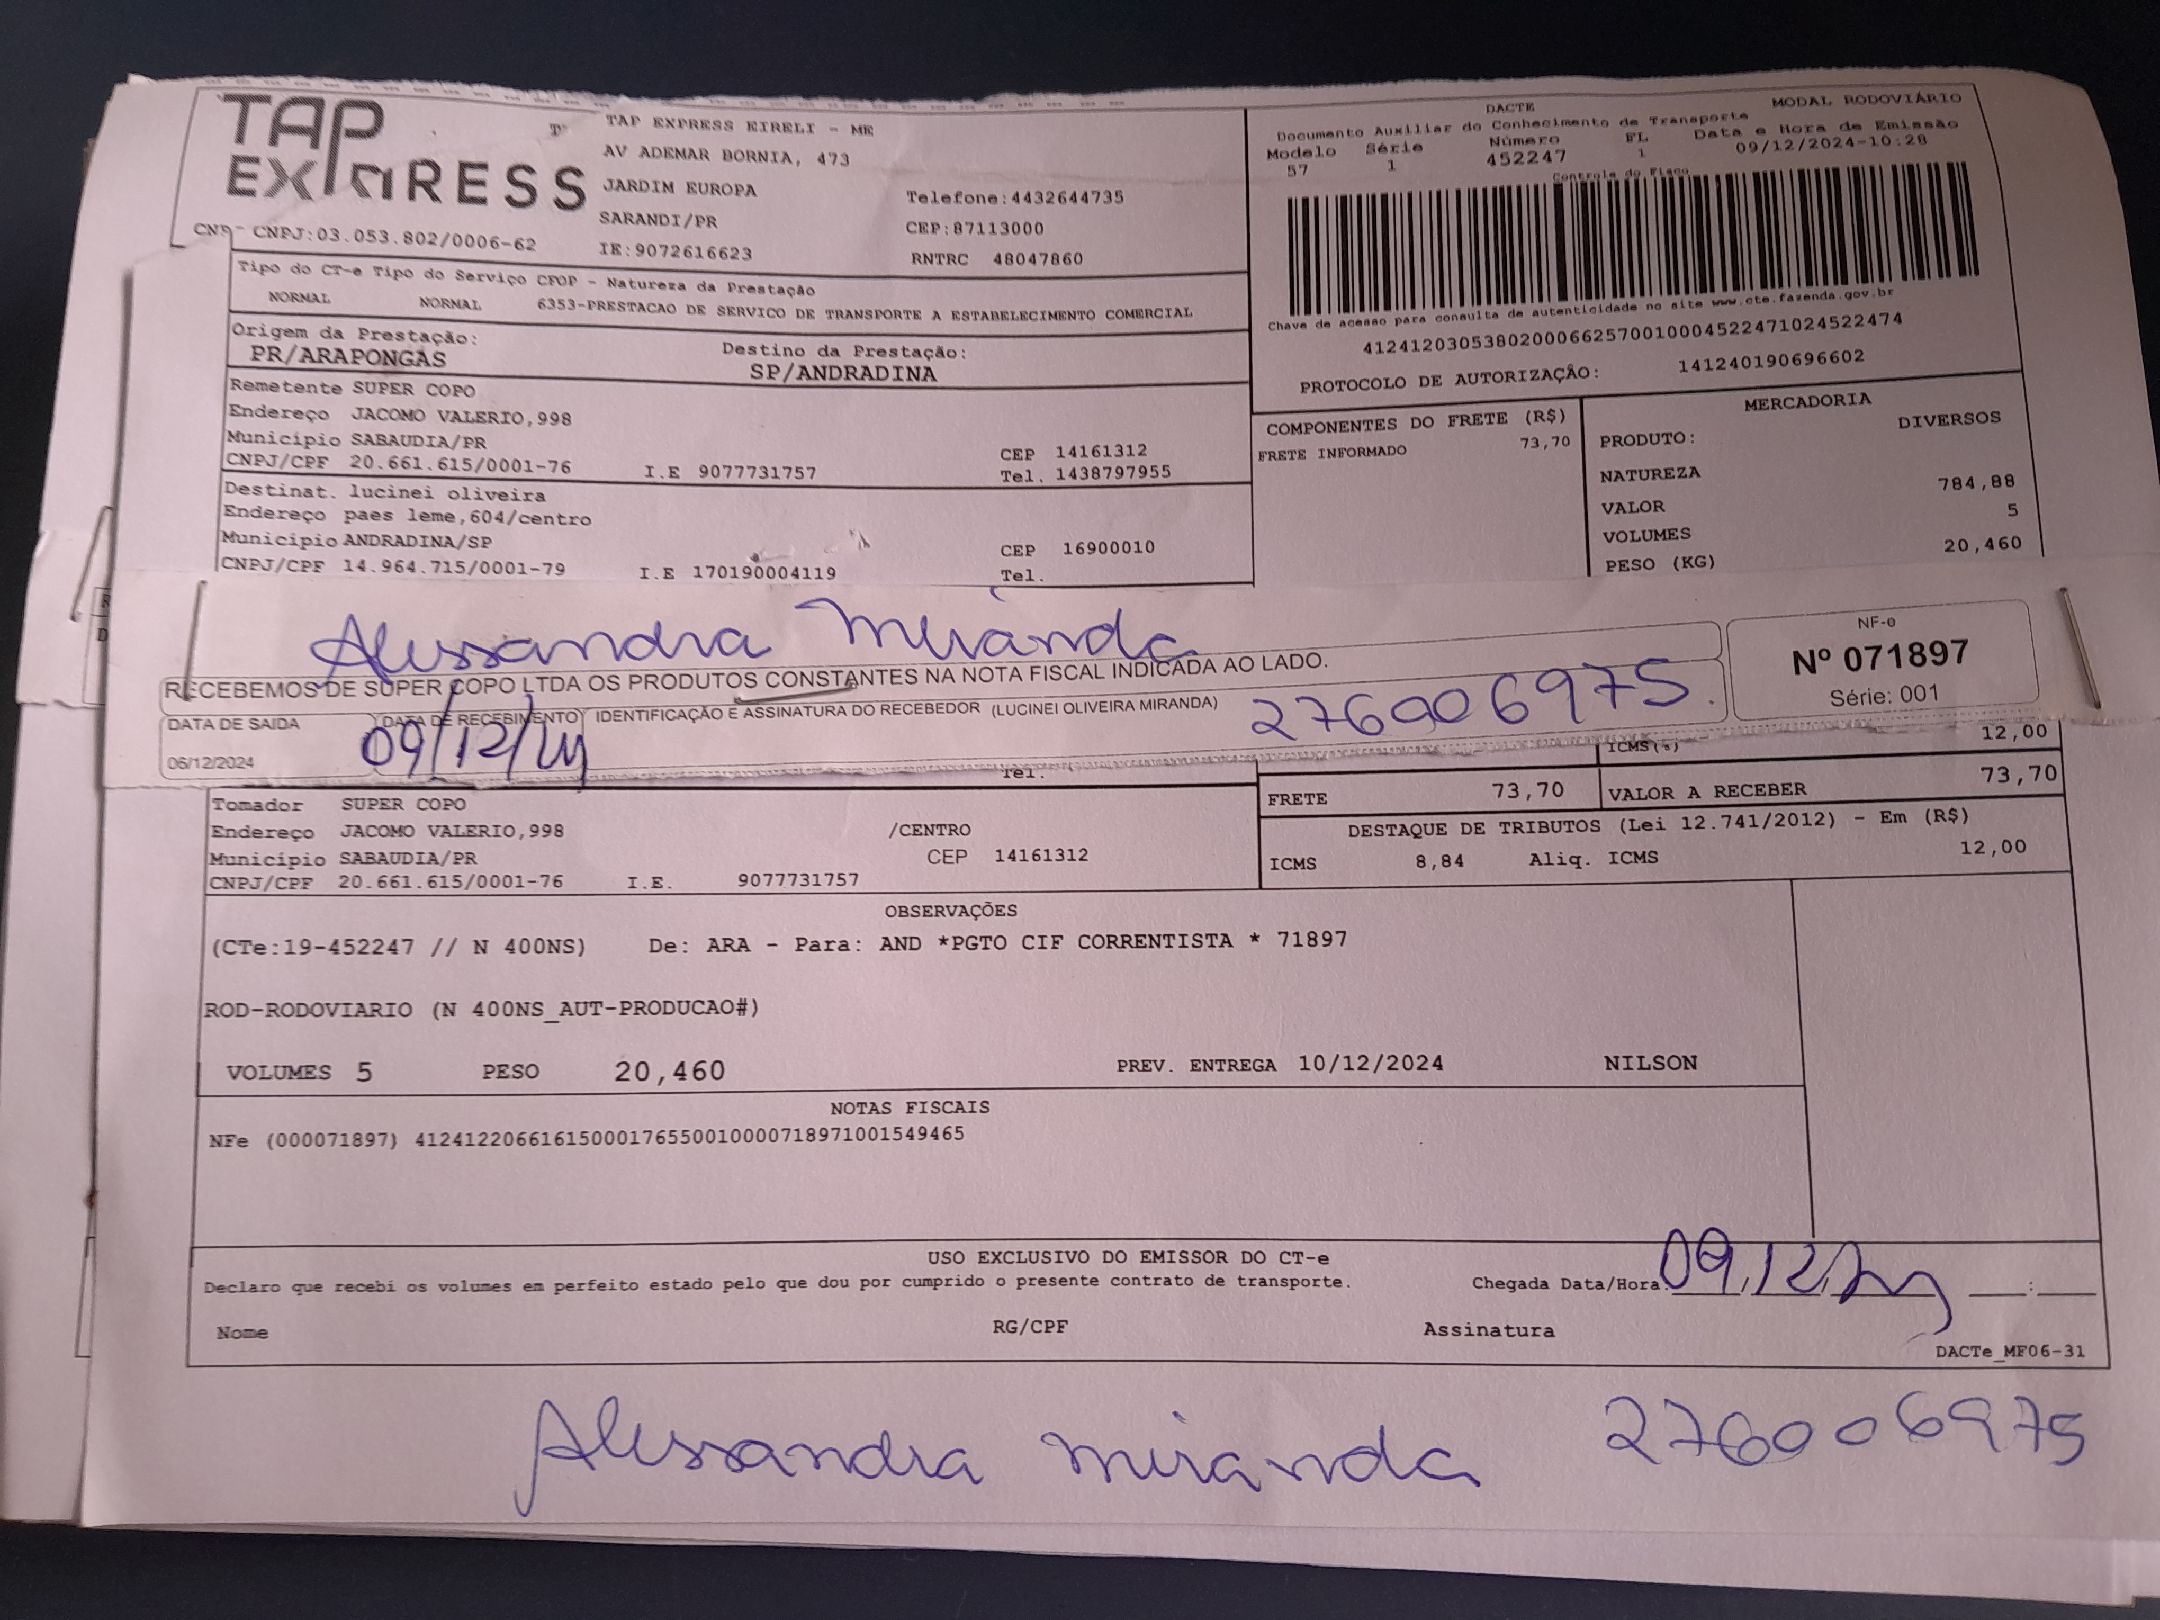 TAP
EXPRESS
TAP EXPRESS EIRELI - ME
AV ADEMAR BORNIA, 473
JARDIM EUROPA
Telefone:4432644735
SARANDI/PR
CEP:87113000
CNPJ:03.053.802/0006-62
IE:9072616623
RNTRC 48047860
DACTE
MODAL RODOVIÁRIO
Documento Auxiliar do Conhecimento de Transporte
Modelo Série Número FL Data e Hora de Emissão
57 1 452247 1 09/12/2024-10:28
Controle do Fisco
Chave de acesso para consulta de autenticidade no site www.cte.fazenda.gov.br
41241203053802000662570010004522471024522474
PROTOCOLO DE AUTORIZAÇÃO: 141240190696602
Tipo do CT-e Tipo do Serviço CFOP - Natureza da Prestação
NORMAL NORMAL 6353-PRESTACAO DE SERVICO DE TRANSPORTE A ESTABELECIMENTO COMERCIAL
Origem da Prestação: Destino da Prestação:
PR/ARAPONGAS SP/ANDRADINA
Remetente SUPER COPO
Endereço JACOMO VALERIO,998
Município SABAUDIA/PR CEP 14161312
CNPJ/CPF 20.661.615/0001-76 I.E 9077731757 Tel. 1438797955
Destinat. lucinei oliveira
Endereço paes leme,604/centro
Município ANDRADINA/SP CEP 16900010
CNPJ/CPF 14.964.715/0001-79 I.E 170190004119 Tel.
COMPONENTES DO FRETE (R$)
FRETE INFORMADO 73,70
MERCADORIA
PRODUTO: DIVERSOS
NATUREZA
VALOR 784,88
VOLUMES 5
PESO (KG) 20,460
Alessandra Miranda
RECEBEMOS DE SUPER COPO LTDA OS PRODUTOS CONSTANTES NA NOTA FISCAL INDICADA AO LADO.
DATA DE SAIDA DATA DE RECEBIMENTO IDENTIFICAÇÃO E ASSINATURA DO RECEBEDOR (LUCINEI OLIVEIRA MIRANDA)
276006975.
06/12/2024 09/12/24
NF-e
Nº 071897
Série: 001
Tel.
ICMS(%) 12,00
FRETE 73,70 VALOR A RECEBER 73,70
Tomador SUPER COPO
Endereço JACOMO VALERIO,998 /CENTRO
Município SABAUDIA/PR CEP 14161312
CNPJ/CPF 20.661.615/0001-76 I.E. 9077731757
DESTAQUE DE TRIBUTOS (Lei 12.741/2012) - Em (R$)
ICMS 8,84 Aliq. ICMS 12,00
OBSERVAÇÕES
(CTe:19-452247 // N 400NS) De: ARA - Para: AND *PGTO CIF CORRENTISTA * 71897
ROD-RODOVIARIO (N 400NS_AUT-PRODUCAO#)
VOLUMES 5 PESO 20,460 PREV. ENTREGA 10/12/2024 NILSON
NOTAS FISCAIS
NFe (000071897) 41241220661615000176550010000718971001549465
USO EXCLUSIVO DO EMISSOR DO CT-e
Declaro que recebi os volumes em perfeito estado pelo que dou por cumprido o presente contrato de transporte. Chegada Data/Hora 09/12/24 :
Nome RG/CPF Assinatura
DACTe_MF06-31
Alessandra Miranda 276006975